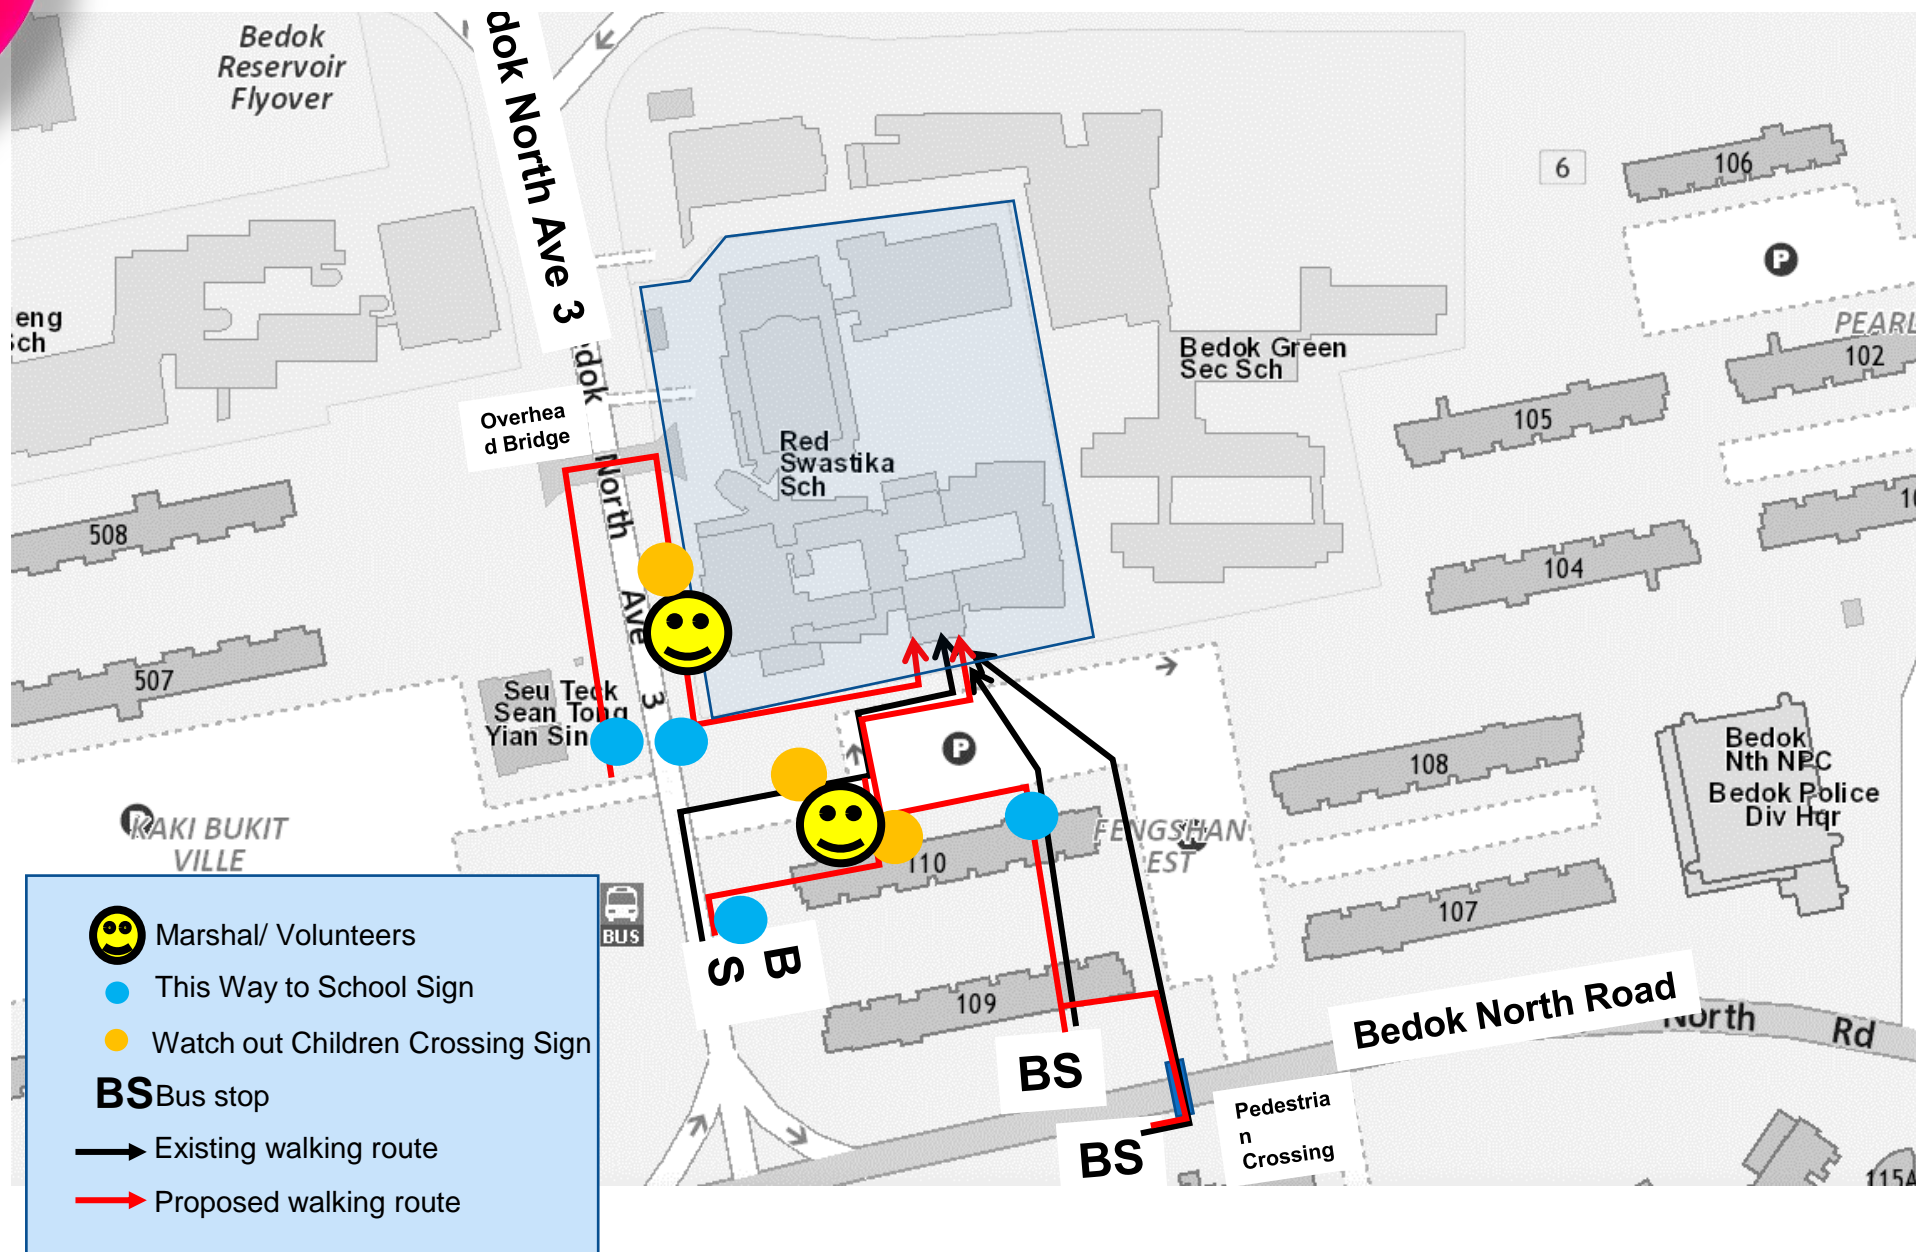 Bedok
Reservoir
Flyover
dok North Ave 3
6
106
P
PEARL
102
eng
Sch
dok
North
Ave
3
Overhea
d Bridge
Red
Swastika
Sch
Bedok Green
Sec Sch
105
10
104
508
507
Seu Teck
Sean Tong
Yian Sin
P
108
Bedok
Nth NPC
Bedok Police
Div Hqr
KAKI BUKIT
VILLE
FENGSHAN
EST
110
107
BUS
BS
109
BS
BS
Bedok North Road
North Rd
Pedestria
n
Crossing
115A
Marshal/ Volunteers
This Way to School Sign
Watch out Children Crossing Sign
BS Bus stop
Existing walking route
Proposed walking route